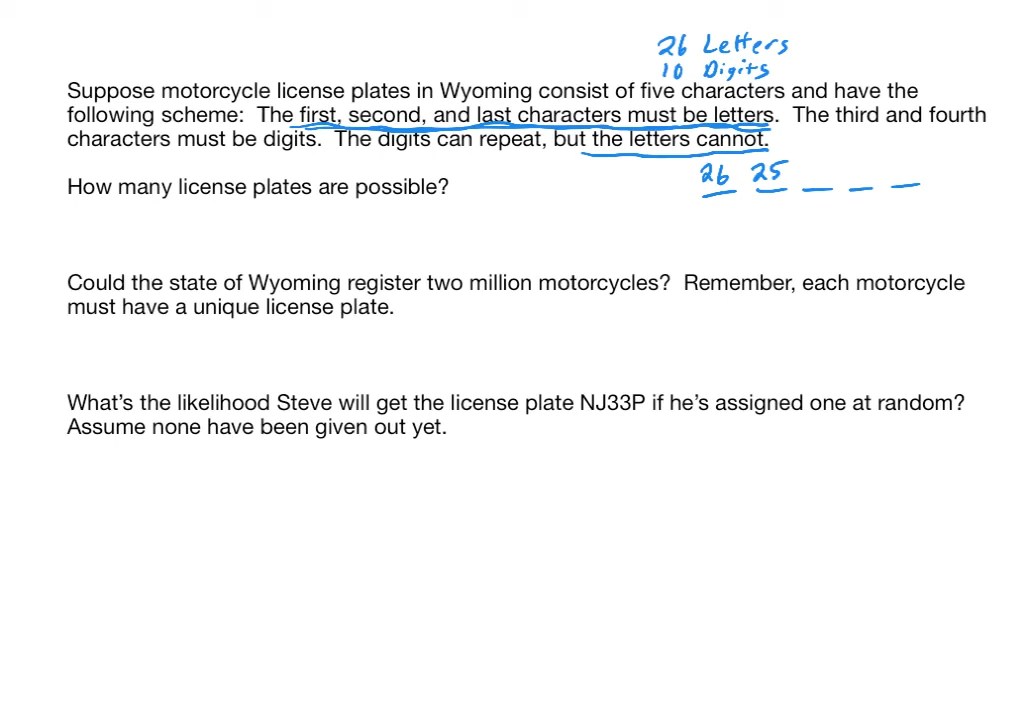 26 Letters
10 Digits
Suppose motorcycle license plates in Wyoming consist of five characters and have the
following scheme:  The first, second, and last characters must be letters.  The third and fourth
characters must be digits.  The digits can repeat, but the letters cannot.
26 25
How many license plates are possible?
Could the state of Wyoming register two million motorcycles?  Remember, each motorcycle
must have a unique license plate.
What's the likelihood Steve will get the license plate NJ33P if he's assigned one at random?
Assume none have been given out yet.